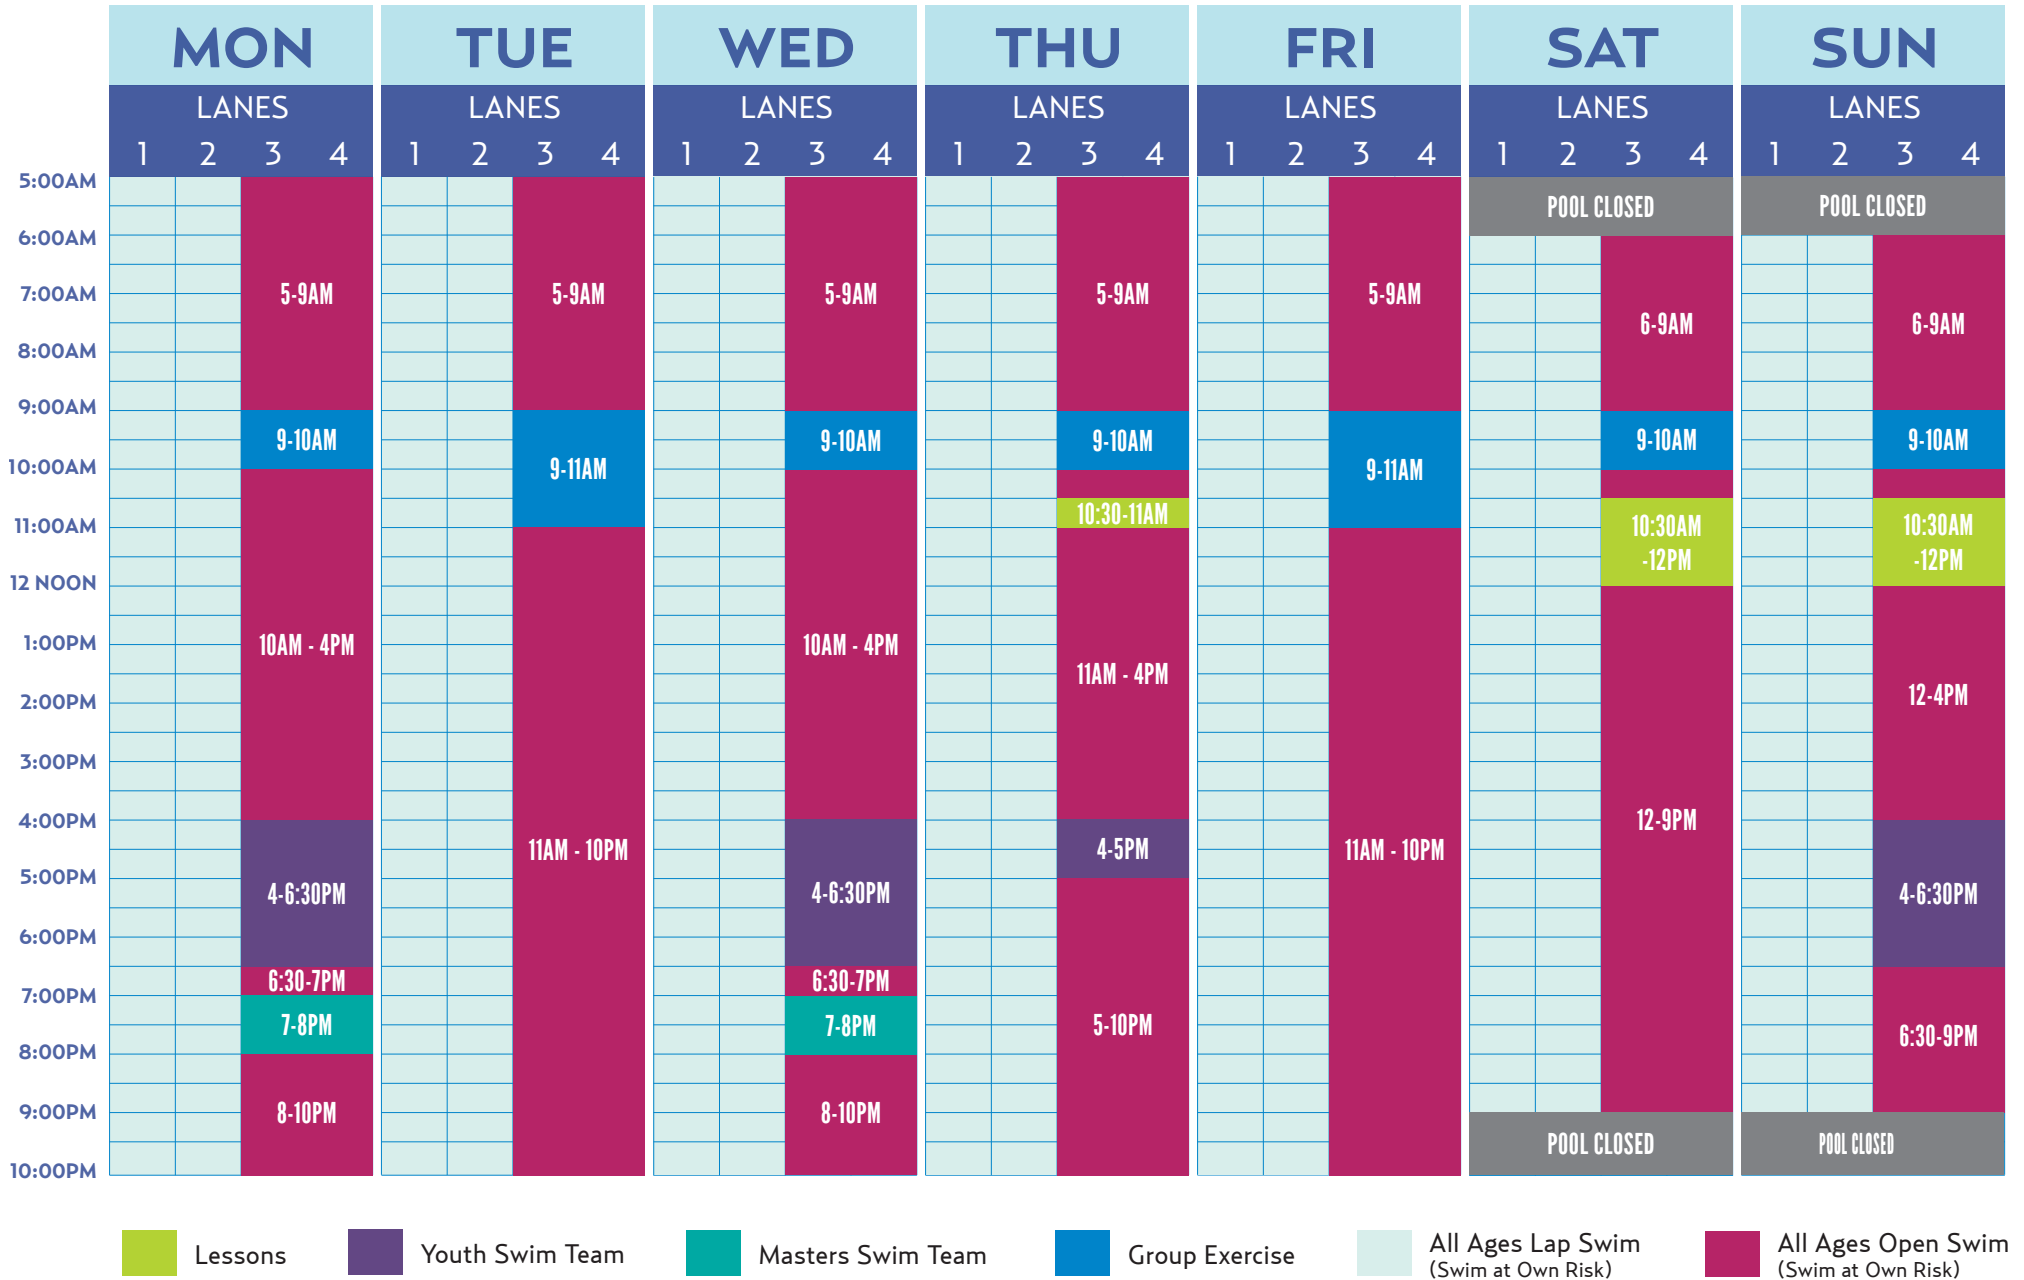 MON TUE WED THU FRI SAT SUN
LANES LANES LANES LANES LANES LANES LANES
1 2 3 4 1 2 3 4 1 2 3 4 1 2 3 4 1 2 3 4 1 2 3 4 1 2 3 4
5:00AM
POOL CLOSED POOL CLOSED
6:00AM
7:00AM 5-9AM 5-9AM 5-9AM 5-9AM 5-9AM
6-9AM 6-9AM
8:00AM
9:00AM
9-10AM 9-10AM 9-10AM 9-10AM 9-10AM
10:00AM 9-11AM 9-11AM
10:30-11AM
11:00AM 10:30AM 10:30AM
-12PM -12PM
12 NOON
1:00PM 10AM - 4PM 10AM - 4PM
11AM - 4PM
2:00PM 12-4PM
3:00PM
4:00PM 12-9PM
11AM - 10PM 4-5PM 11AM - 10PM
5:00PM
4-6:30PM 4-6:30PM 4-6:30PM
6:00PM
6:30-7PM 6:30-7PM
7:00PM
7-8PM 7-8PM 5-10PM 6:30-9PM
8:00PM
9:00PM 8-10PM 8-10PM
POOL CLOSED POOL CLOSED
10:00PM
Lessons Youth Swim Team Masters Swim Team Group Exercise All Ages Lap Swim All Ages Open Swim
(Swim at Own Risk) (Swim at Own Risk)